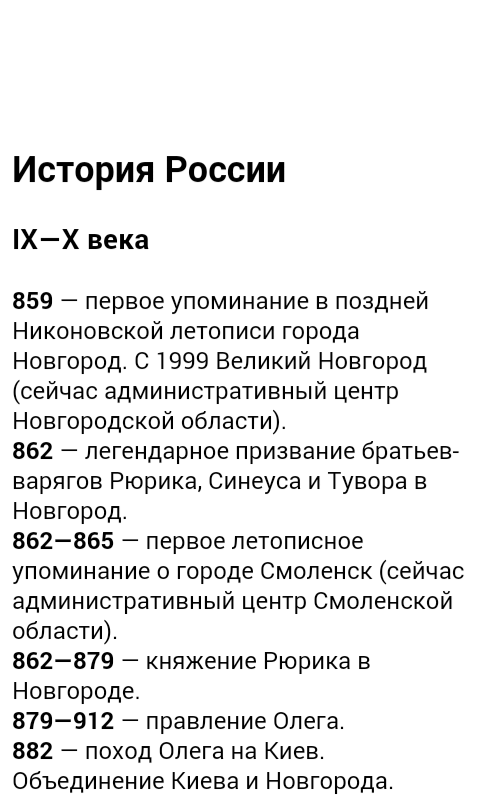 История России
IX—X века
859 — первое упоминание в поздней
Никоновской летописи города
Новгород. С 1999 Великий Новгород
(сейчас административный центр
Новгородской области).
862 — легендарное призвание братьев-
варягов Рюрика, Синеуса и Тувора в
Новгород.
862—865 — первое летописное
упоминание о городе Смоленск (сейчас
административный центр Смоленской
области).
862—879 — княжение Рюрика в
Новгороде.
879—912 — правление Олега.
882 — поход Олега на Киев.
Объединение Киева и Новгорода.